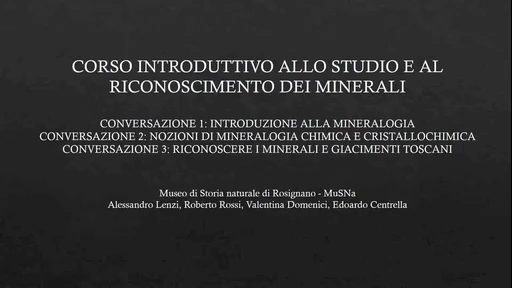 CORSO INTRODUTTIVO ALLO STUDIO E AL
RICONOSCIMENTO DEI MINERALI
CONVERSAZIONE 1: INTRODUZIONE ALLA MINERALOGIA
CONVERSAZIONE 2: NOZIONI DI MINERALOGIA CHIMICA E CRISTALLOCHIMICA
CONVERSAZIONE 3: RICONOSCERE I MINERALI E GIACIMENTI TOSCANI
Museo di Storia naturale di Rosignano - MuSNa
Alessandro Lenzi, Roberto Rossi, Valentina Domenici, Edoardo Centrella